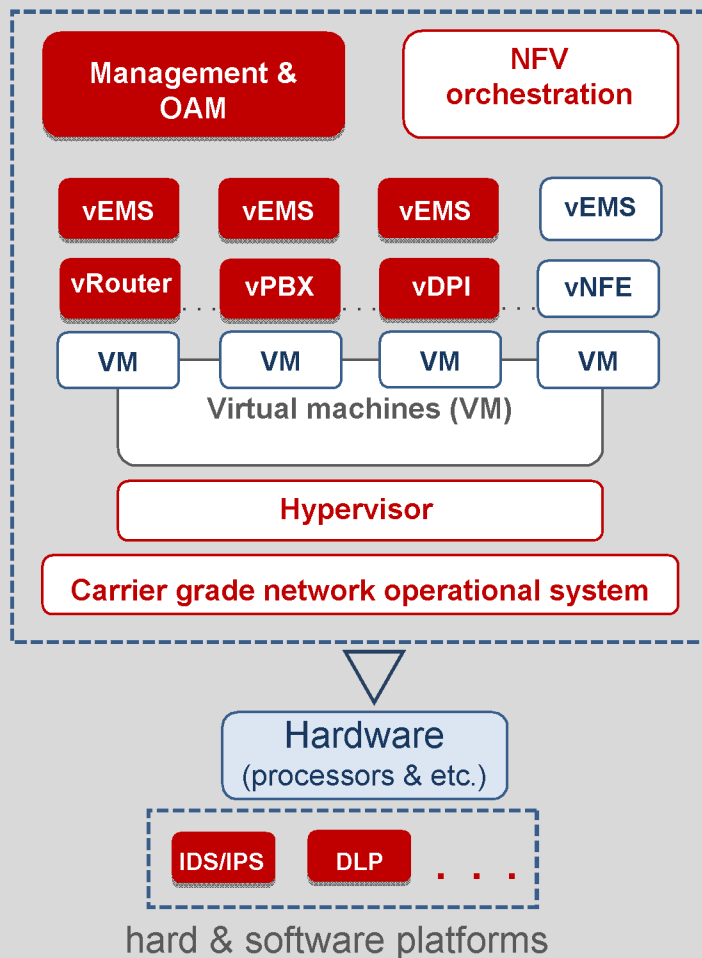 Management &
OAM
NFV
orchestration
vEMS
vEMS
vEMS
vEMS
vRouter
. . .
vPBX
. . .
vDPI
. . .
vNFE
VM
VM
VM
VM
Virtual machines (VM)
Hypervisor
Carrier grade network operational system
Hardware
(processors & etc.)
IDS/IPS
DLP
. . .
hard & software platforms